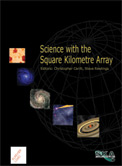 Science with the
Square Kilometre Array
Editors: Christopher Carilli, Steve Rawlings